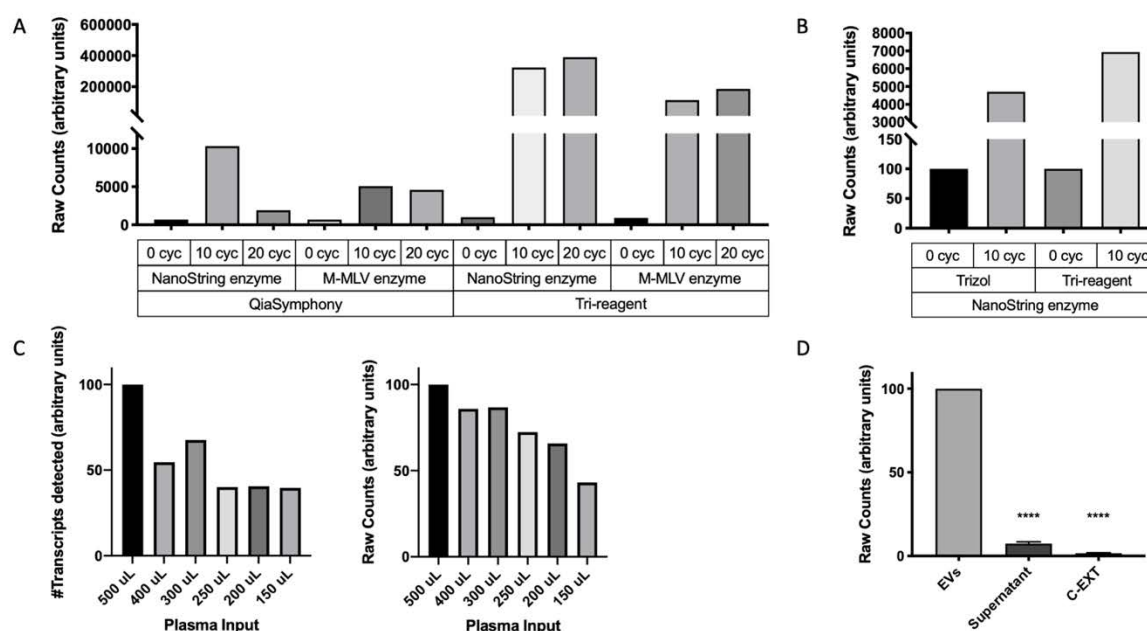 A
Raw Counts (arbitrary units)
600000
400000
200000
10000
5000
0
0 cyc 10 cyc 20 cyc 0 cyc 10 cyc 20 cyc 0 cyc 10 cyc 20 cyc 0 cyc 10 cyc 20 cyc
NanoString enzyme M-MLV enzyme NanoString enzyme M-MLV enzyme
QiaSymphony Tri-reagent
B
Raw Counts (arbitrary units)
8000
7000
6000
5000
4000
3000
150
100
50
0
0 cyc 10 cyc 0 cyc 10 cyc
Trizol Tri-reagent
NanoString enzyme
C
#Transcripts detected (arbitrary units)
100
50
0
500 uL 400 uL 300 uL 250 uL 200 uL 150 uL
Plasma Input
Raw Counts (arbitrary units)
100
50
0
500 uL 400 uL 300 uL 250 uL 200 uL 150 uL
Plasma Input
D
Raw Counts (arbitrary units)
100
50
0
**** ****
EVs Supernatant C-EXT